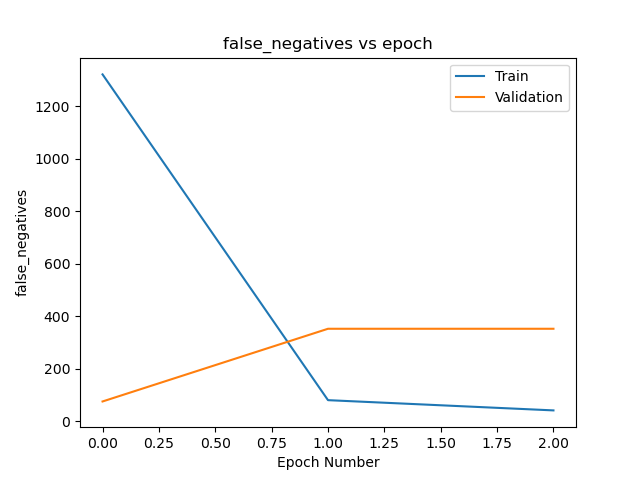 false_negatives vs epoch
Train
Validation
false_negatives
1200
1000
800
600
400
200
0
0.00 0.25 0.50 0.75 1.00 1.25 1.50 1.75 2.00
Epoch Number